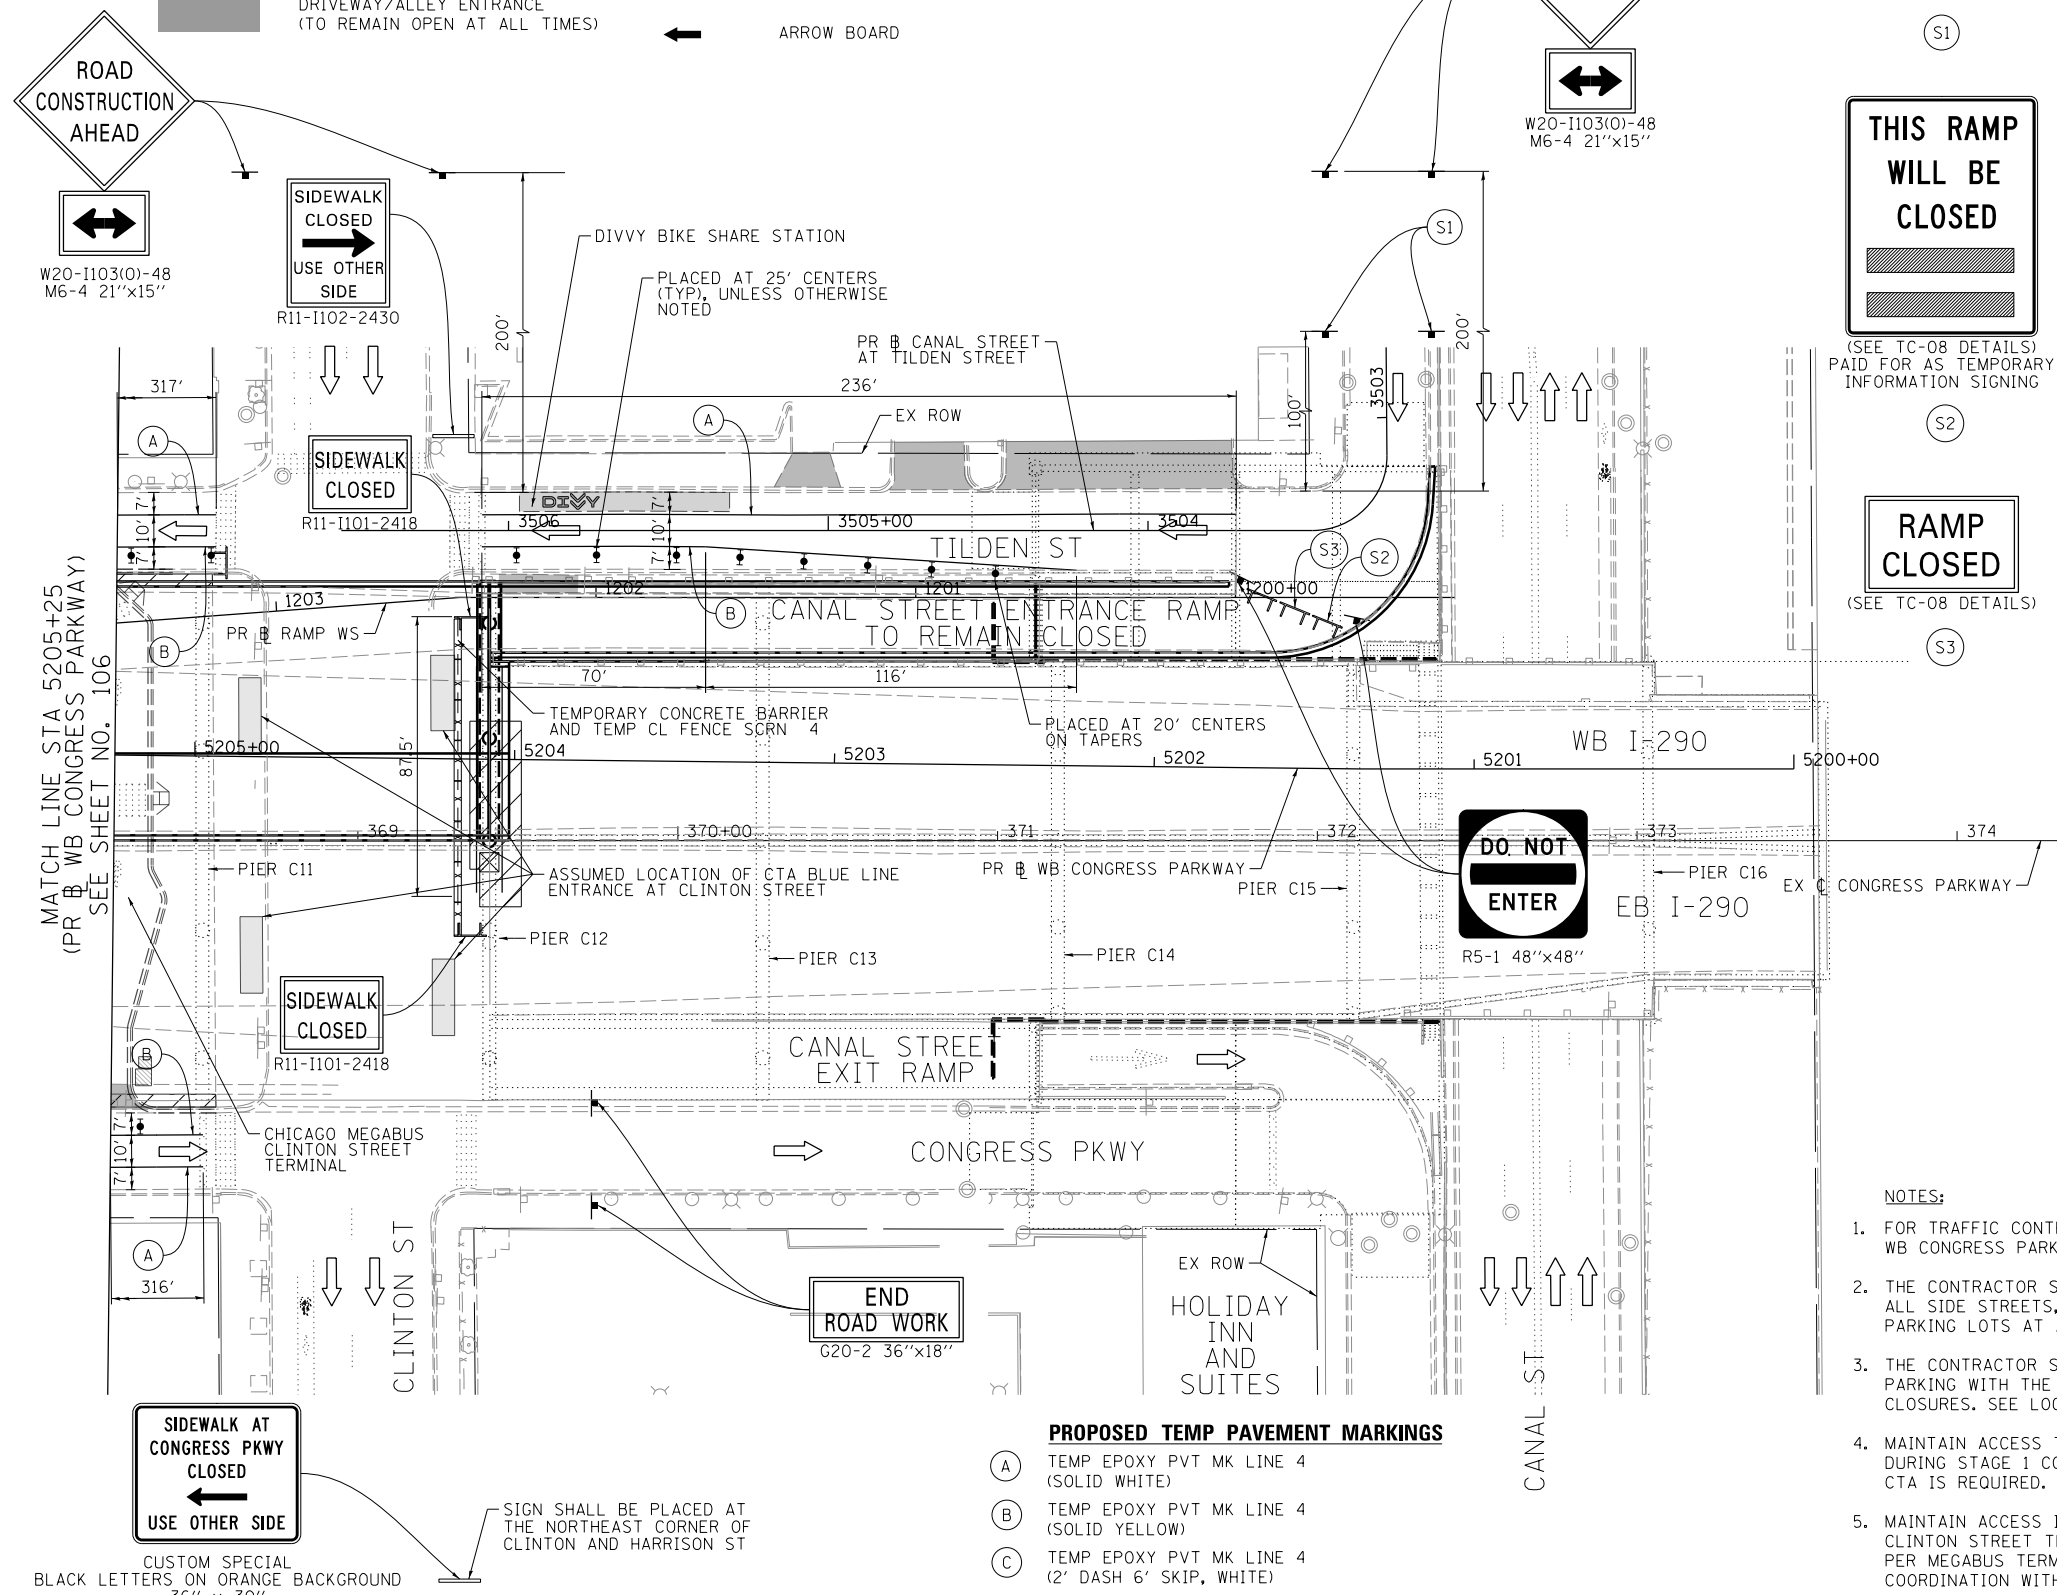 DRIVEWAY/ALLEY ENTRANCE
(TO REMAIN OPEN AT ALL TIMES)
ARROW BOARD
ROAD
CONSTRUCTION
AHEAD
W20-I103(O)-48
M6-4 21''x15''
SIDEWALK
CLOSED
USE OTHER
SIDE
R11-I102-2430
W20-I103(O)-48
M6-4 21''x15''
S1
THIS RAMP
WILL BE
CLOSED
(SEE TC-08 DETAILS)
PAID FOR AS TEMPORARY
INFORMATION SIGNING
S2
RAMP
CLOSED
(SEE TC-08 DETAILS)
S3
DIVVY BIKE SHARE STATION
PLACED AT 25' CENTERS
(TYP), UNLESS OTHERWISE
NOTED
S1
200'
200'
100'
PR B CANAL STREET
AT TILDEN STREET
3503
317'
236'
EX ROW
A
A
SIDEWALK
CLOSED
R11-I101-2418
DIVVY
7'
10'
7'
7'
10'
7'
3506
3505+00
3504
TILDEN ST
S3
S2
1203
1202
1201
1200+00
CANAL STREET ENTRANCE RAMP
TO REMAIN CLOSED
PR B RAMP WS
B
B
70'
116'
87.5'
TEMPORARY CONCRETE BARRIER
AND TEMP CL FENCE SCRN 4
PLACED AT 20' CENTERS
ON TAPERS
MATCH LINE STA 5205+25
(PR B WB CONGRESS PARKWAY)
SEE SHEET NO. 106
5205+00
5204
5203
5202
5201
5200+00
WB I-290
369
370+00
371
372
373
374
PIER C11
ASSUMED LOCATION OF CTA BLUE LINE
ENTRANCE AT CLINTON STREET
PR B WB CONGRESS PARKWAY
PIER C15
DO NOT
ENTER
R5-1 48''x48''
PIER C16
EX C CONGRESS PARKWAY
EB I-290
PIER C12
PIER C13
PIER C14
SIDEWALK
CLOSED
R11-I101-2418
CANAL STREET
EXIT RAMP
B
7'
10'
7'
CHICAGO MEGABUS
CLINTON STREET
TERMINAL
CONGRESS PKWY
A
316'
CLINTON ST
END
ROAD WORK
G20-2 36''x18''
EX ROW
HOLIDAY
INN
AND
SUITES
CANAL ST
NOTES:
1. FOR TRAFFIC CONT
WB CONGRESS PARK
2. THE CONTRACTOR S
ALL SIDE STREETS,
PARKING LOTS AT
3. THE CONTRACTOR S
PARKING WITH THE
CLOSURES. SEE LOC
4. MAINTAIN ACCESS T
DURING STAGE 1 CO
CTA IS REQUIRED.
5. MAINTAIN ACCESS I
CLINTON STREET T
PER MEGABUS TERM
COORDINATION WITH
SIDEWALK AT
CONGRESS PKWY
CLOSED
USE OTHER SIDE
CUSTOM SPECIAL
BLACK LETTERS ON ORANGE BACKGROUND
36'' x 30''
SIGN SHALL BE PLACED AT
THE NORTHEAST CORNER OF
CLINTON AND HARRISON ST
PROPOSED TEMP PAVEMENT MARKINGS
A TEMP EPOXY PVT MK LINE 4
(SOLID WHITE)
B TEMP EPOXY PVT MK LINE 4
(SOLID YELLOW)
C TEMP EPOXY PVT MK LINE 4
(2' DASH 6' SKIP, WHITE)